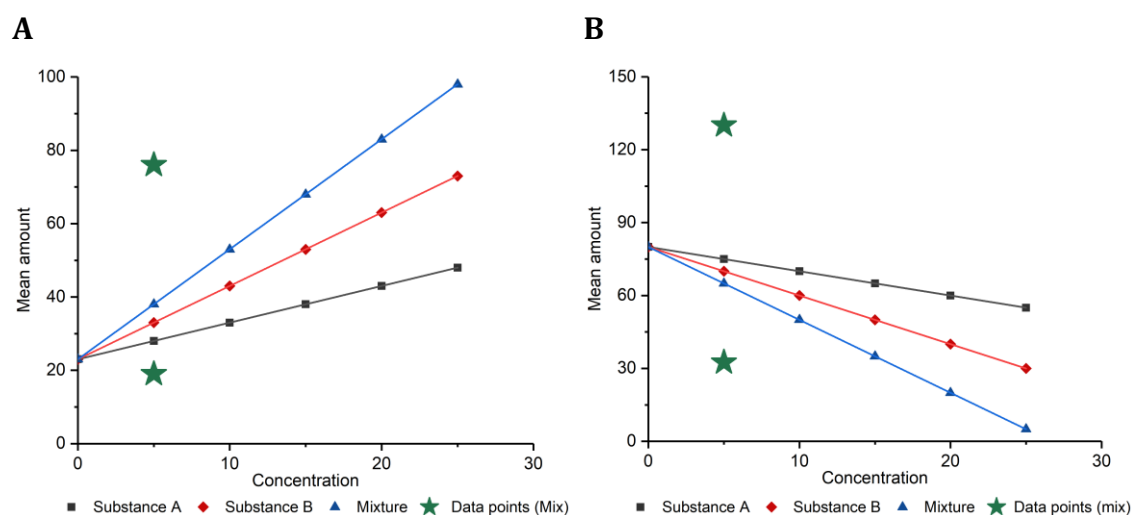 A
B
100
80
60
40
20
0
Mean amount
0
10
20
30
Concentration
Substance A
Substance B
Mixture
Data points (Mix)
150
120
90
60
30
0
Mean amount
0
10
20
30
Concentration
Substance A
Substance B
Mixture
Data points (mix)